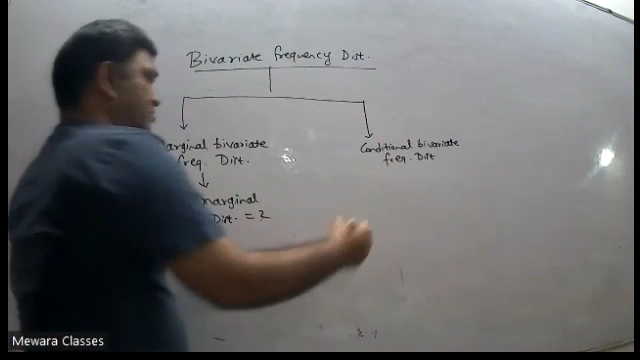 Bivariate frequency Dist.
arginal bivariate
freq. Dist.
Conditional bivariate
freq. Dist
marginal
Dist. = 2
Mewara Classes